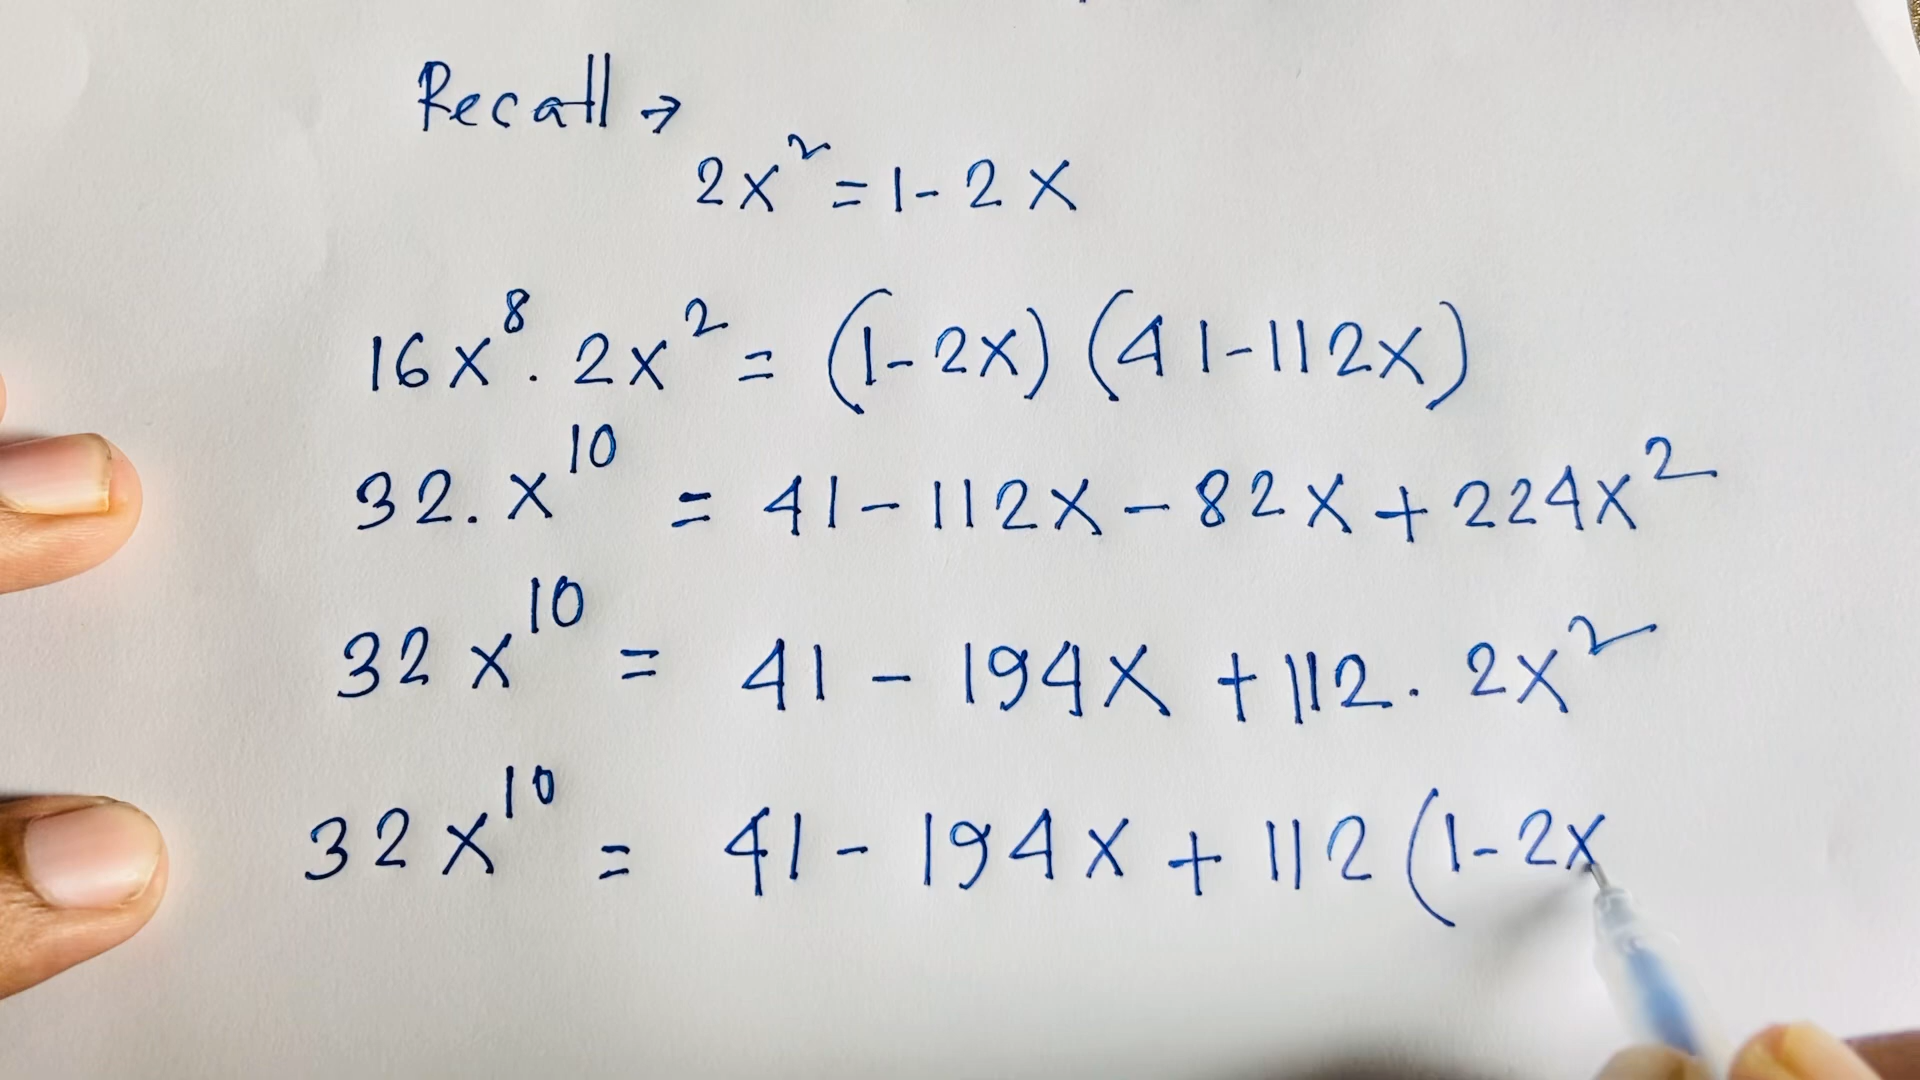 Recall →
2x² = 1 - 2x
16x⁸ . 2x² = (1 - 2x) (41 - 112x)
32 . x¹⁰ = 41 - 112x - 82x + 224x²
32x¹⁰ = 41 - 194x + 112 . 2x²
32x¹⁰ = 41 - 194x + 112 (1 - 2x